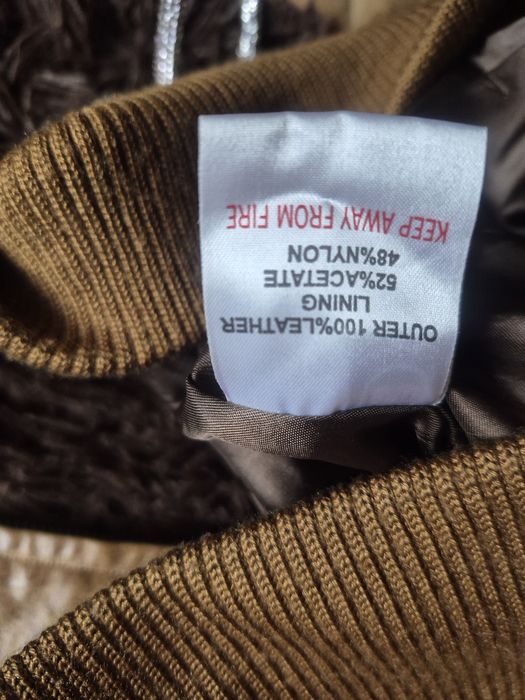 OUTER 100%LEATHER
LINING
52%ACETATE
48%NYLON
KEEP AWAY FROM FIRE